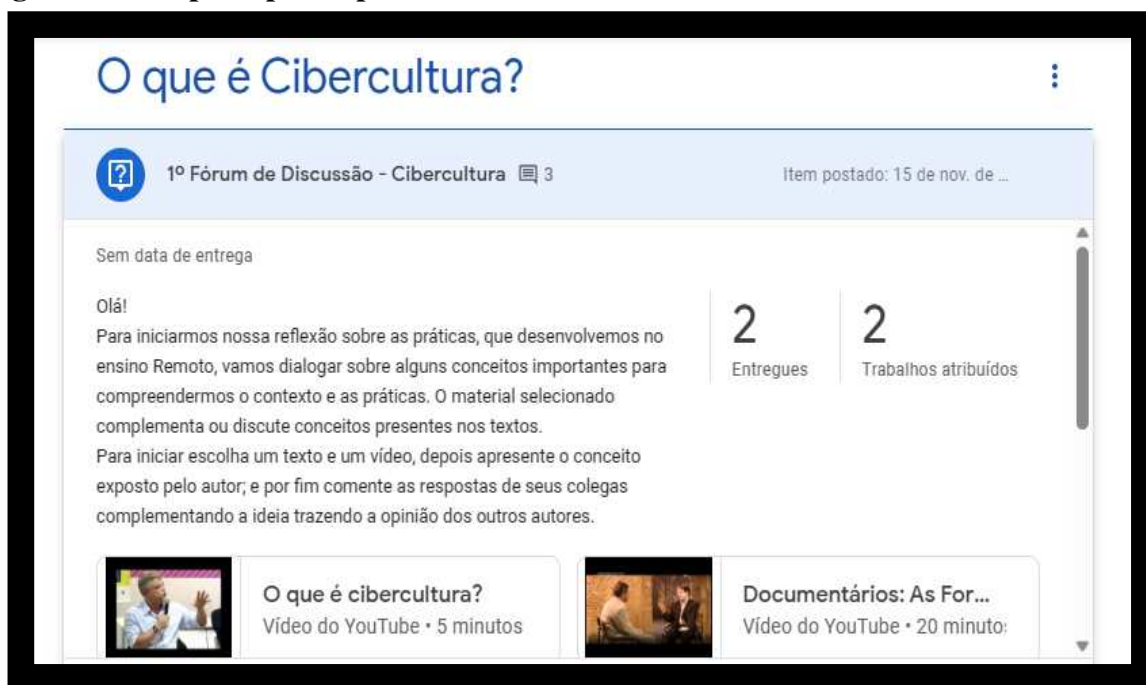 O que é Cibercultura?
1º Fórum de Discussão - Cibercultura 3
Item postado: 15 de nov. de ...
Sem data de entrega
Olá!
Para iniciarmos nossa reflexão sobre as práticas, que desenvolvemos no
ensino Remoto, vamos dialogar sobre alguns conceitos importantes para
compreendermos o contexto e as práticas. O material selecionado
complementa ou discute conceitos presentes nos textos.
Para iniciar escolha um texto e um vídeo, depois apresente o conceito
exposto pelo autor; e por fim comente as respostas de seus colegas
complementando a ideia trazendo a opinião dos outros autores.
2
Entregues
2
Trabalhos atribuídos
O que é cibercultura?
Vídeo do YouTube • 5 minutos
Documentários: As For...
Vídeo do YouTube • 20 minuto